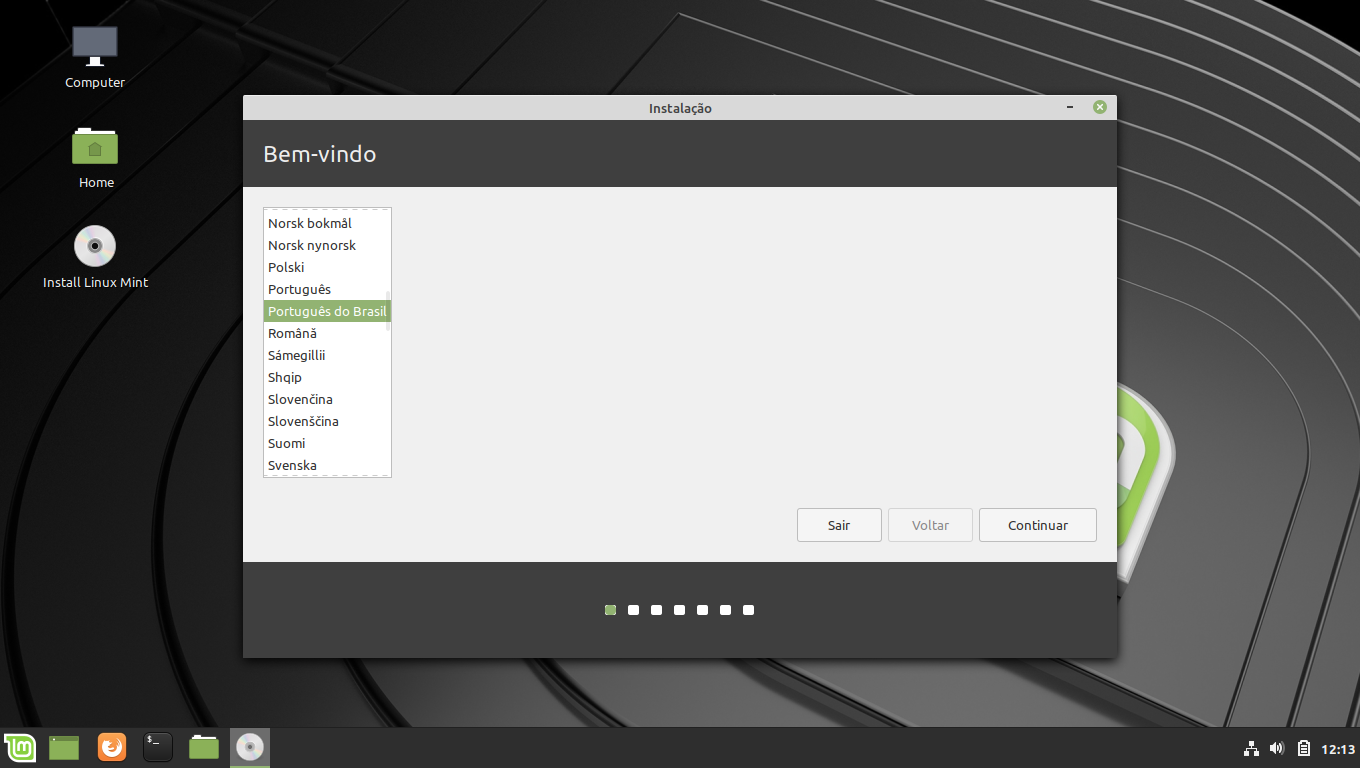 Computer
Home
Install Linux Mint
Instalação
Bem-vindo
Norsk bokmål
Norsk nynorsk
Polski
Português
Português do Brasil
Română
Sámegillii
Shqip
Slovenčina
Slovenščina
Suomi
Svenska
Sair
Voltar
Continuar
12:13